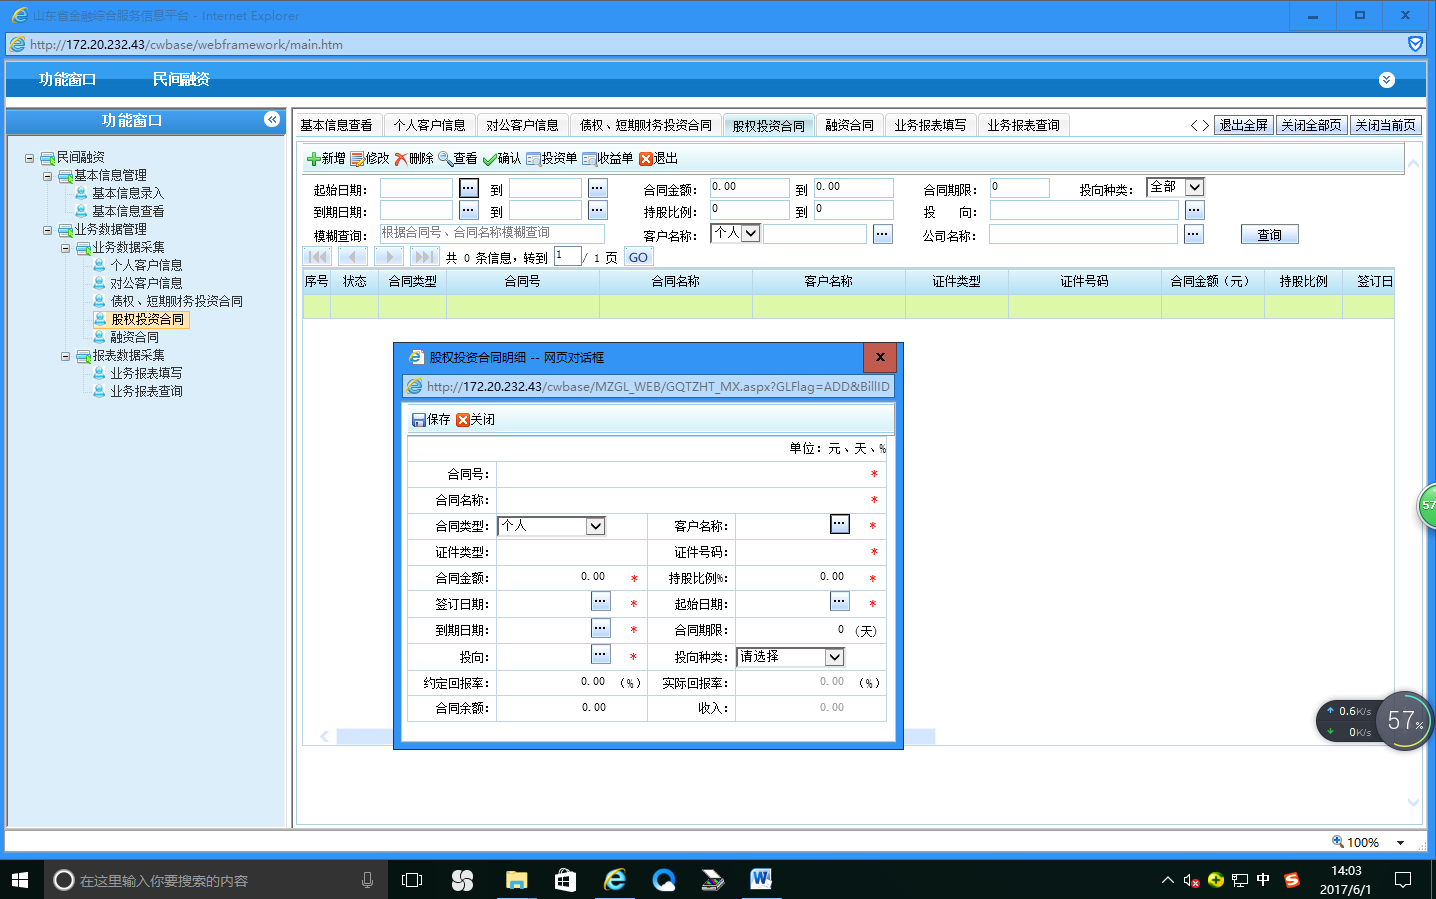 山东省金融综合服务信息平台 - Internet Explorer
http://172.20.232.43/cwbase/webframework/main.htm
功能窗口 民间融资
功能窗口
民间融资
基本信息管理
基本信息录入
基本信息查看
业务数据管理
业务数据采集
个人客户信息
对公客户信息
债权、短期财务投资合同
股权投资合同
融资合同
报表数据采集
业务报表填写
业务报表查询
基本信息查看 个人客户信息 对公客户信息 债权、短期财务投资合同 股权投资合同 融资合同 业务报表填写 业务报表查询 退出全屏 关闭全部页 关闭当前页
新增 修改 删除 查看 确认 投资单 收益单 退出
起始日期: ... 到 ... 合同金额: 0.00 到 0.00 合同期限: 0 投向种类: 全部
到期日期: ... 到 ... 持股比例: 0 到 0 投 向: ...
模糊查询: 根据合同号、合同名称模糊查询 客户名称: 个人 ... 公司名称: ... 查询
共 0 条信息,转到 1 / 1 页 GO
序号 状态 合同类型 合同号 合同名称 客户名称 证件类型 证件号码 合同金额（元） 持股比例 签订日
股权投资合同明细 -- 网页对话框
http://172.20.232.43/cwbase/MZGL_WEB/GQTZHT_MX.aspx?GLFlag=ADD&BillID
保存 关闭
单位: 元、天、%
合同号: *
合同名称: *
合同类型: 个人 客户名称: ... *
证件类型: 证件号码: *
合同金额: 0.00 * 持股比例%: 0.00 *
签订日期: ... * 起始日期: ... *
到期日期: ... * 合同期限: 0 (天)
投向: ... * 投向种类: 请选择
约定回报率: 0.00 (%) 实际回报率: 0.00 (%)
合同余额: 0.00 收入: 0.00
57
0.6K/s
0K/s
57%
100%
在这里输入你要搜索的内容
中
14:03
2017/6/1